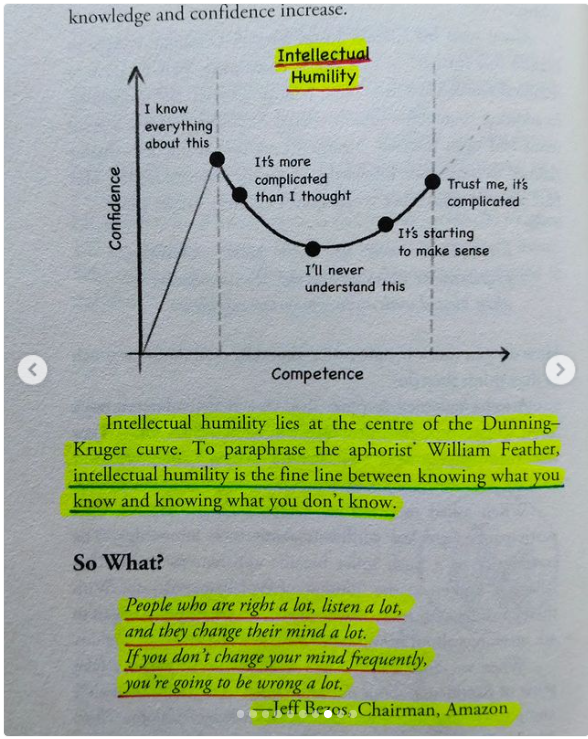 knowledge and confidence increase.
Intellectual
Humility
I know
everything
about this
It's more
complicated
than I thought
Trust me, it's
complicated
It's starting
to make sense
I'll never
understand this
Confidence
Competence
Intellectual humility lies at the centre of the Dunning–
Kruger curve. To paraphrase the aphorist* William Feather,
intellectual humility is the fine line between knowing what you
know and knowing what you don't know.
So What?
People who are right a lot, listen a lot,
and they change their mind a lot.
If you don't change your mind frequently,
you're going to be wrong a lot.
—Jeff Bezos, Chairman, Amazon